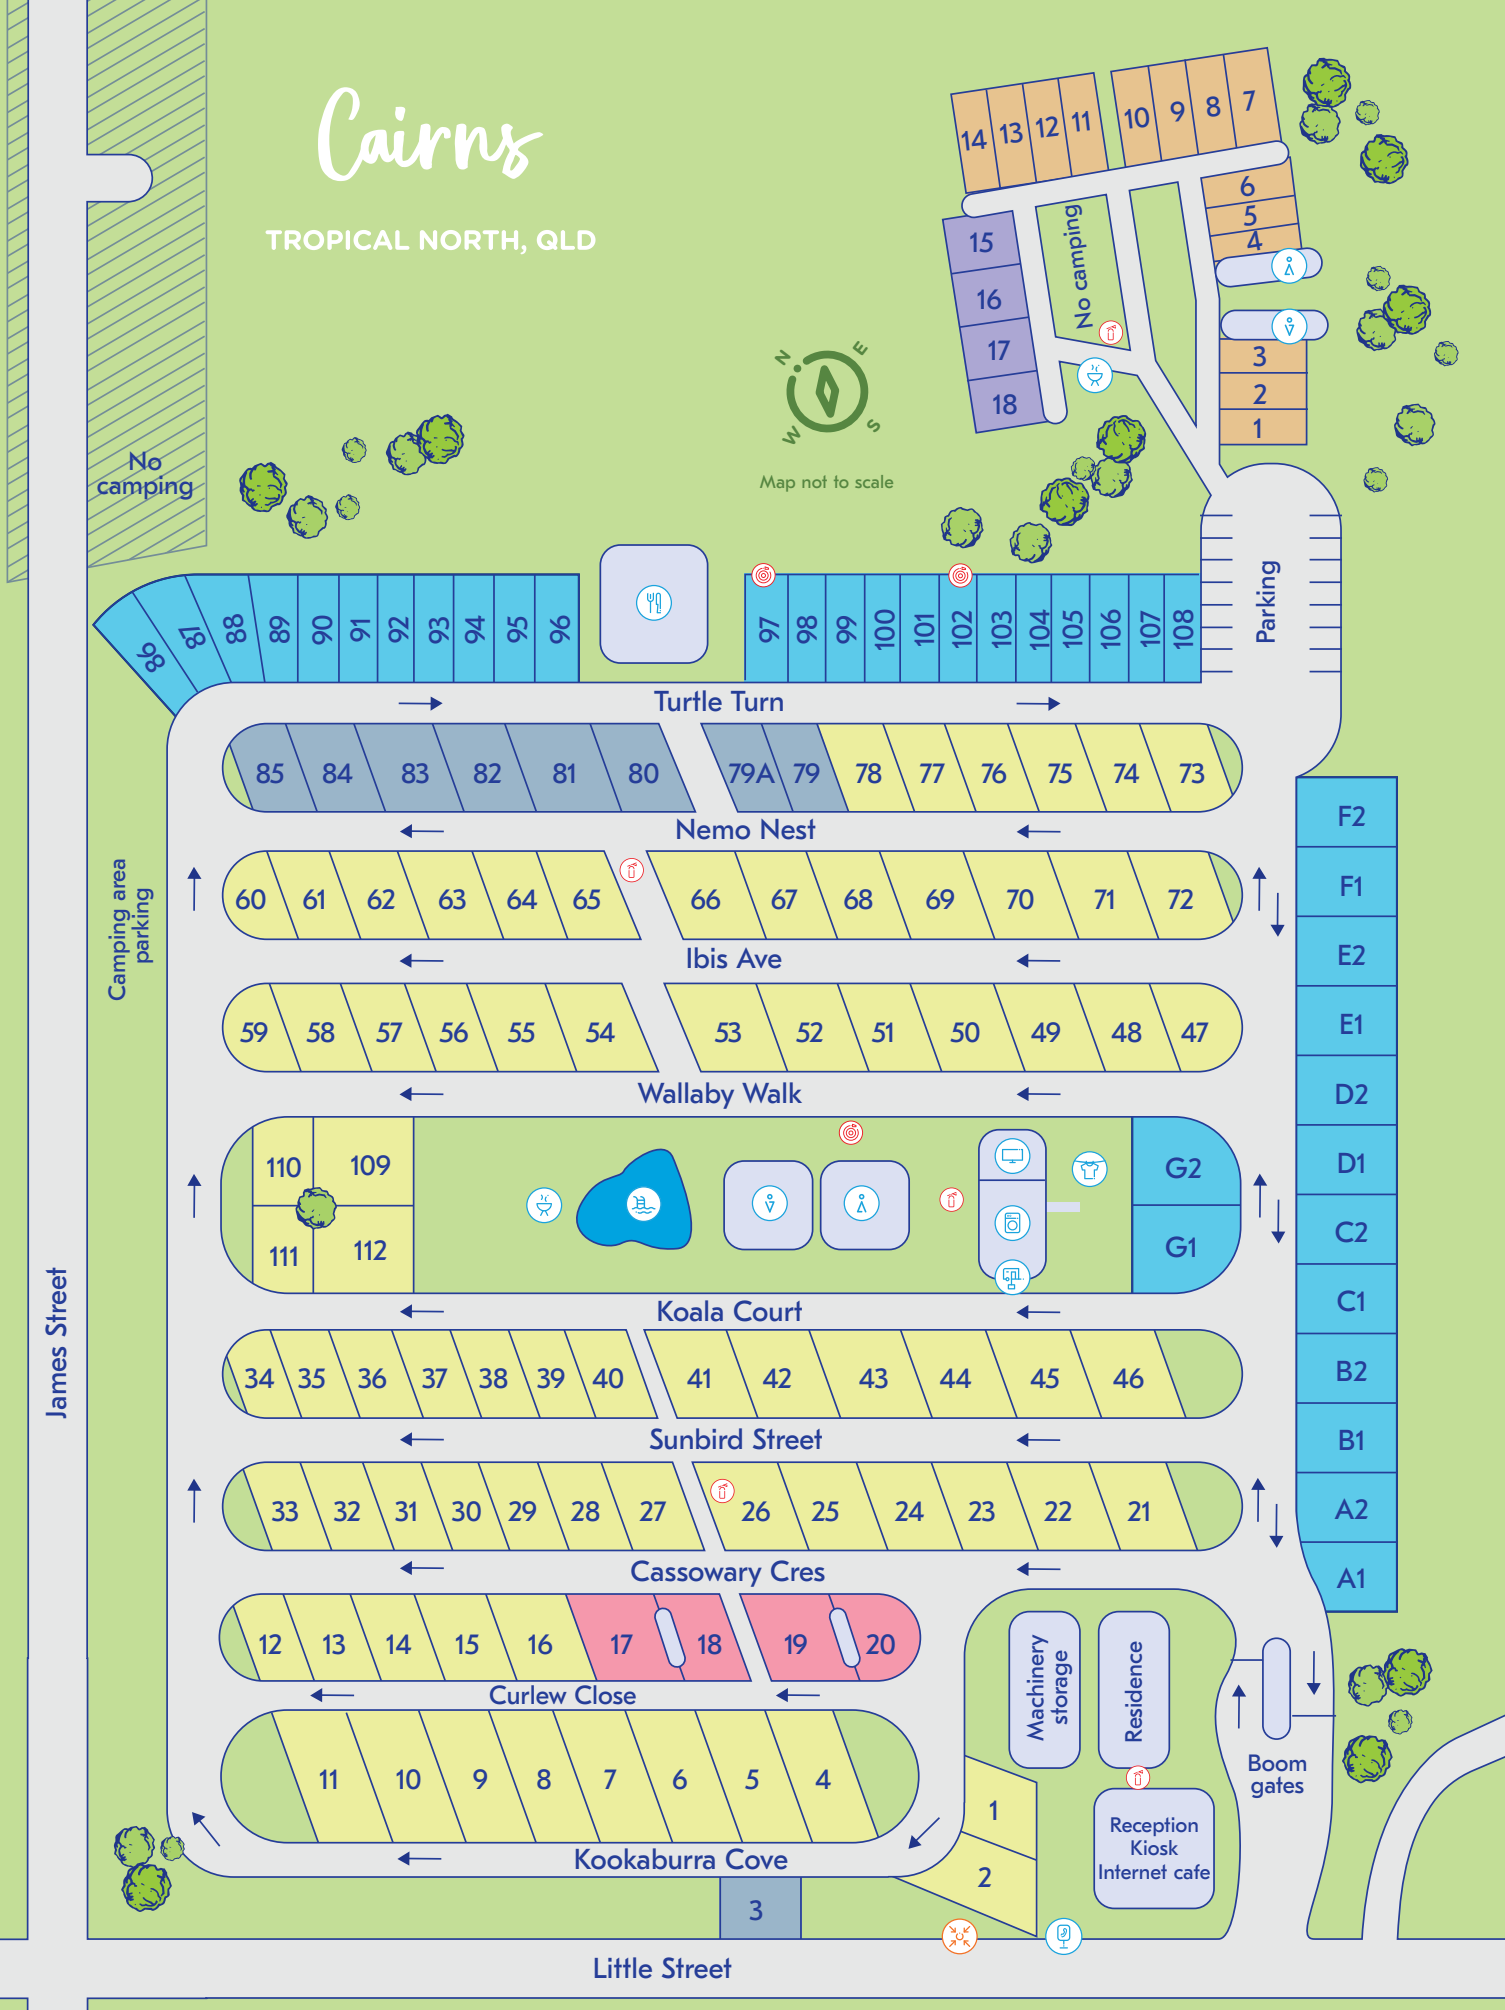 Cairns
TROPICAL NORTH, QLD
14 13 12 11 10 9 8 7
6
5
4
15
16
17
18
No camping
3
2
1
N
E
S
W
Map not to scale
No
camping
Parking
86 87 88 89 90 91 92 93 94 95 96
97 98 99 100 101 102 103 104 105 106 107 108
Turtle Turn
85 84 83 82 81 80 79A 79 78 77 76 75 74 73
Nemo Nest
60 61 62 63 64 65 66 67 68 69 70 71 72
Ibis Ave
59 58 57 56 55 54 53 52 51 50 49 48 47
Wallaby Walk
110 109
111 112
G2
G1
Koala Court
34 35 36 37 38 39 40 41 42 43 44 45 46
Sunbird Street
33 32 31 30 29 28 27 26 25 24 23 22 21
Cassowary Cres
12 13 14 15 16 17 18 19 20
Curlew Close
11 10 9 8 7 6 5 4
Kookaburra Cove
3
1
2
Camping area
parking
James Street
F2
F1
E2
E1
D2
D1
C2
C1
B2
B1
A2
A1
Machinery
storage
Residence
Boom
gates
Reception
Kiosk
Internet cafe
Little Street